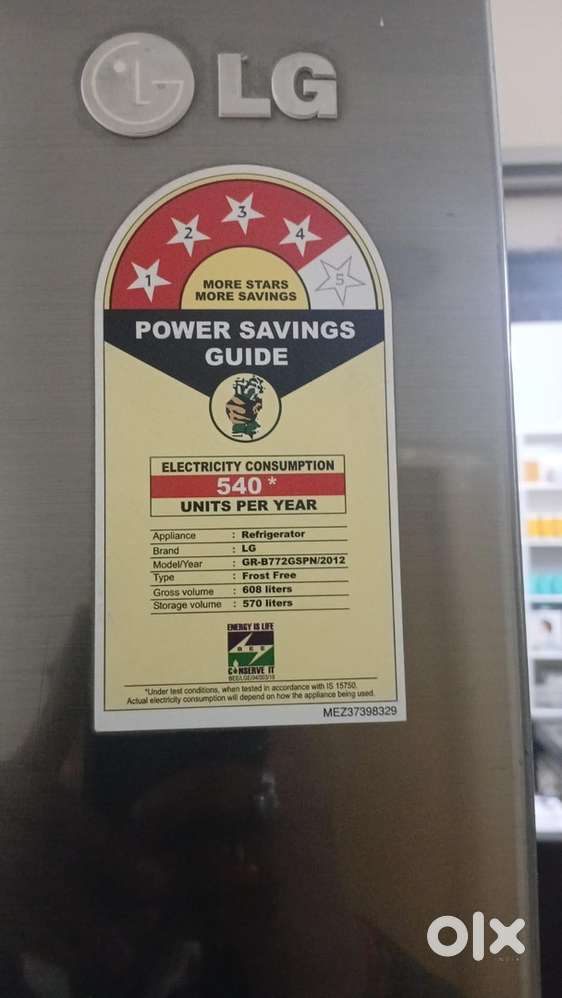 LG
LG
1 2 3 4 5
MORE STARS
MORE SAVINGS
POWER SAVINGS
GUIDE
ELECTRICITY CONSUMPTION
540 *
UNITS PER YEAR
Appliance : Refrigerator
Brand : LG
Model/Year : GR-B772GSPN/2012
Type : Frost Free
Gross volume : 608 liters
Storage volume : 570 liters
ENERGY IS LIFE
BEE
CONSERVE IT
*Under test conditions, when tested in accordance with IS 15750.
Actual electricity consumption will depend on how the appliance being used.
MEZ37398329
olx
INDIA